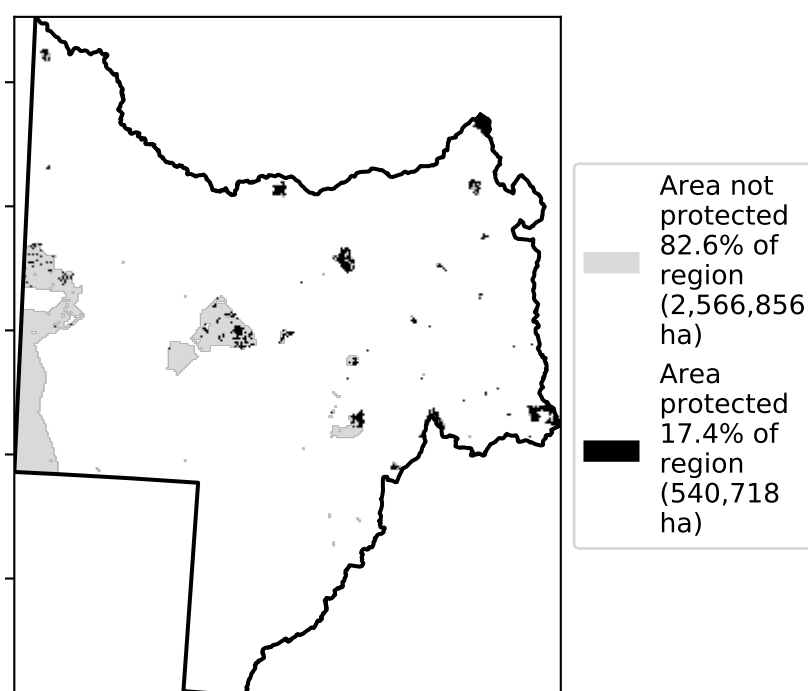 Area not
protected
82.6% of
region
(2,566,856
ha)
Area
protected
17.4% of
region
(540,718
ha)